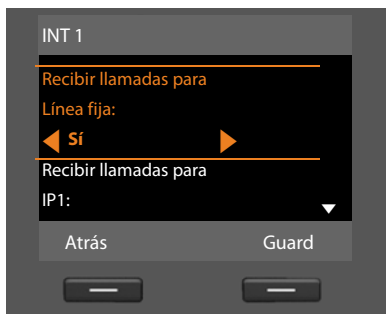 INT 1
Recibir llamadas para
Línea fija:
Sí
Recibir llamadas para
IP1:
Atrás Guard